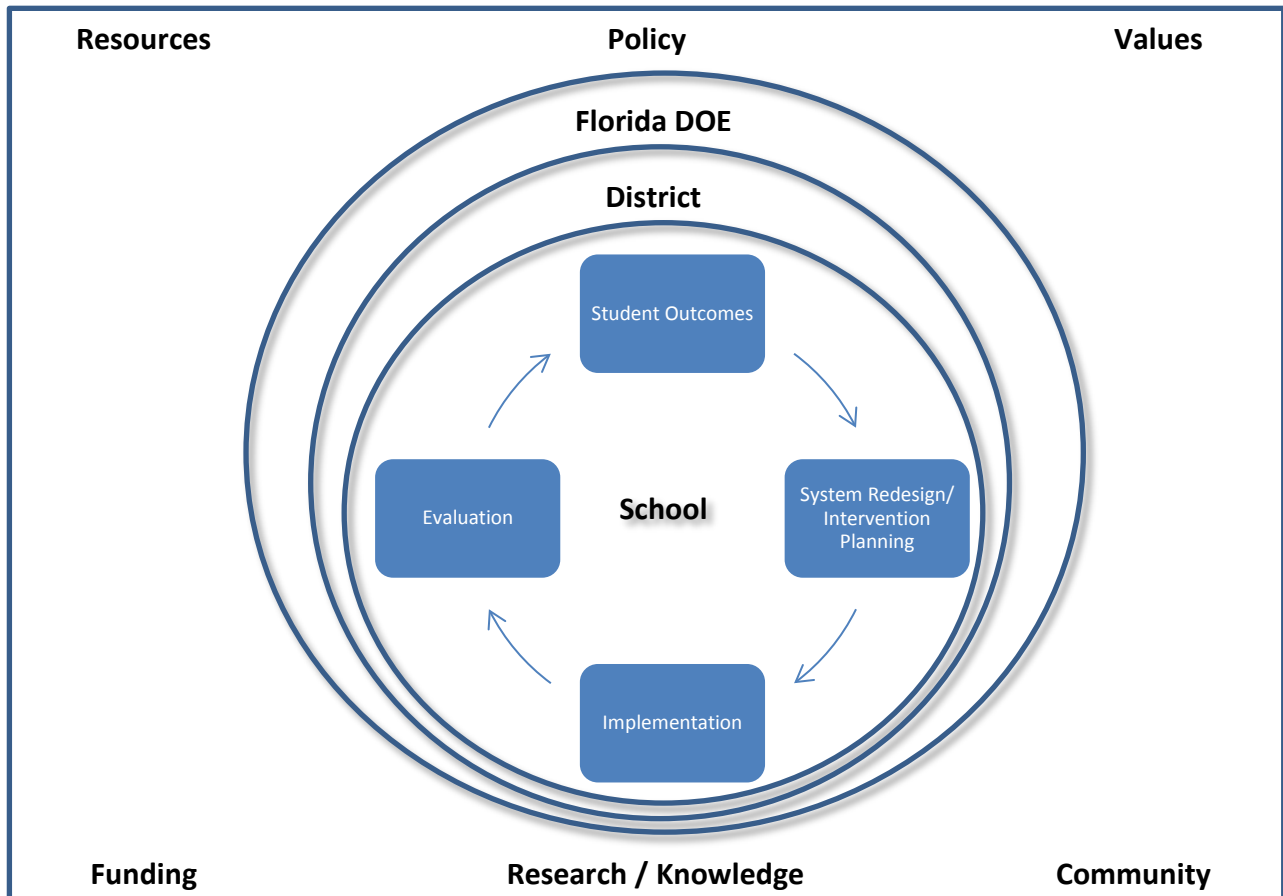 Resources
Policy
Values
Florida DOE
District
Student Outcomes
Evaluation
School
System Redesign/
Intervention
Planning
Implementation
Funding
Research / Knowledge
Community